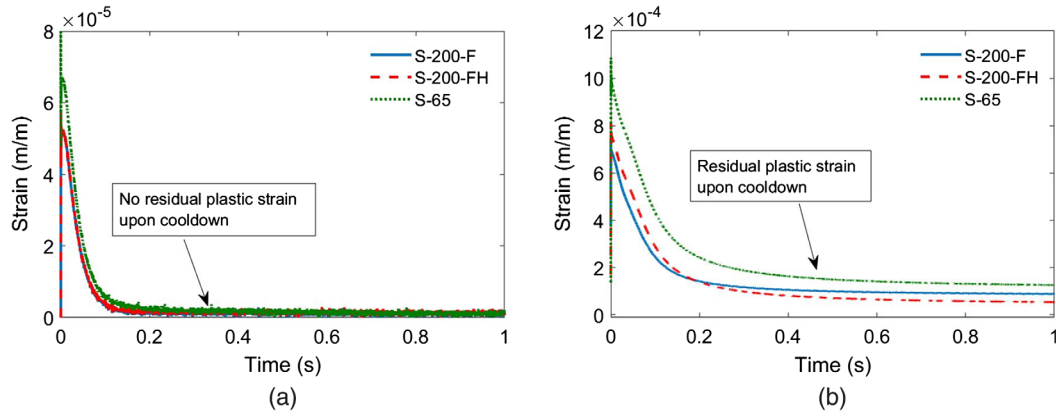 ×10-5
8
6
4
2
0
0
0.2
0.4
0.6
0.8
1
Strain (m/m)
Time (s)
S-200-F
S-200-FH
S-65
No residual plastic strain
upon cooldown
(a)
×10-4
12
10
8
6
4
2
0
0
0.2
0.4
0.6
0.8
1
Strain (m/m)
Time (s)
S-200-F
S-200-FH
S-65
Residual plastic strain
upon cooldown
(b)